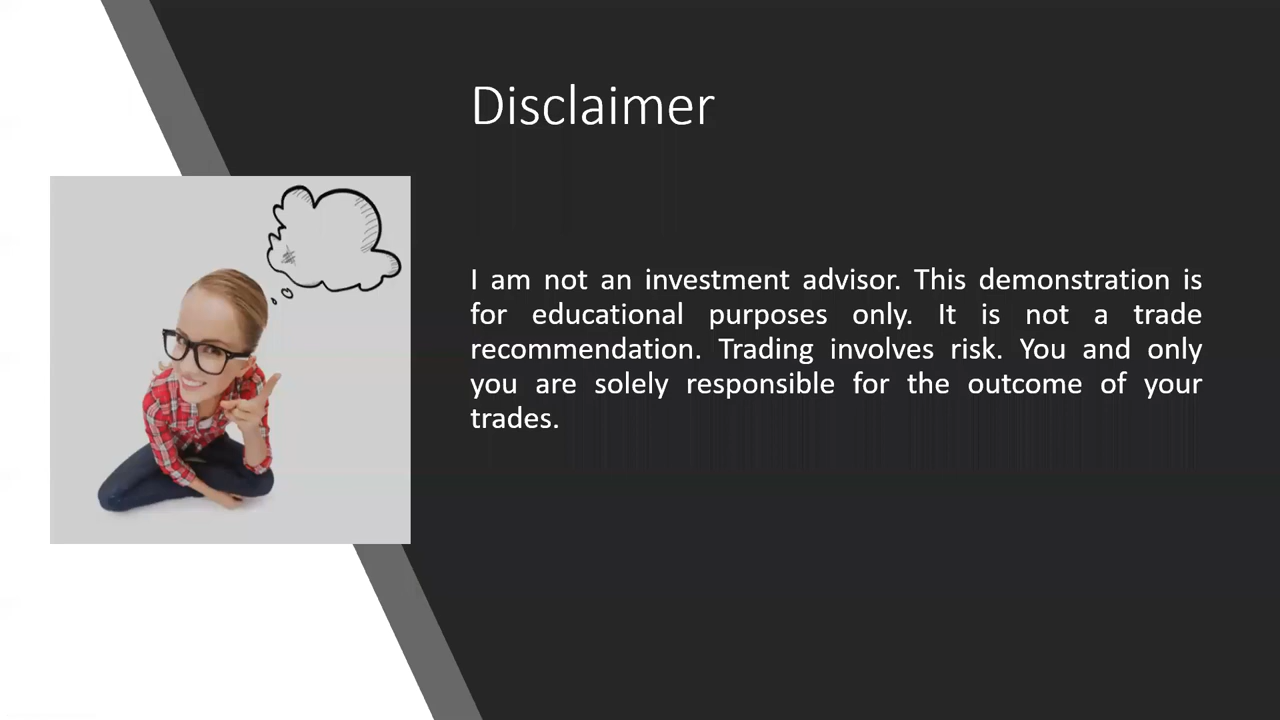 Disclaimer
I am not an investment advisor. This demonstration is
for educational purposes only. It is not a trade
recommendation. Trading involves risk. You and only
you are solely responsible for the outcome of your
trades.